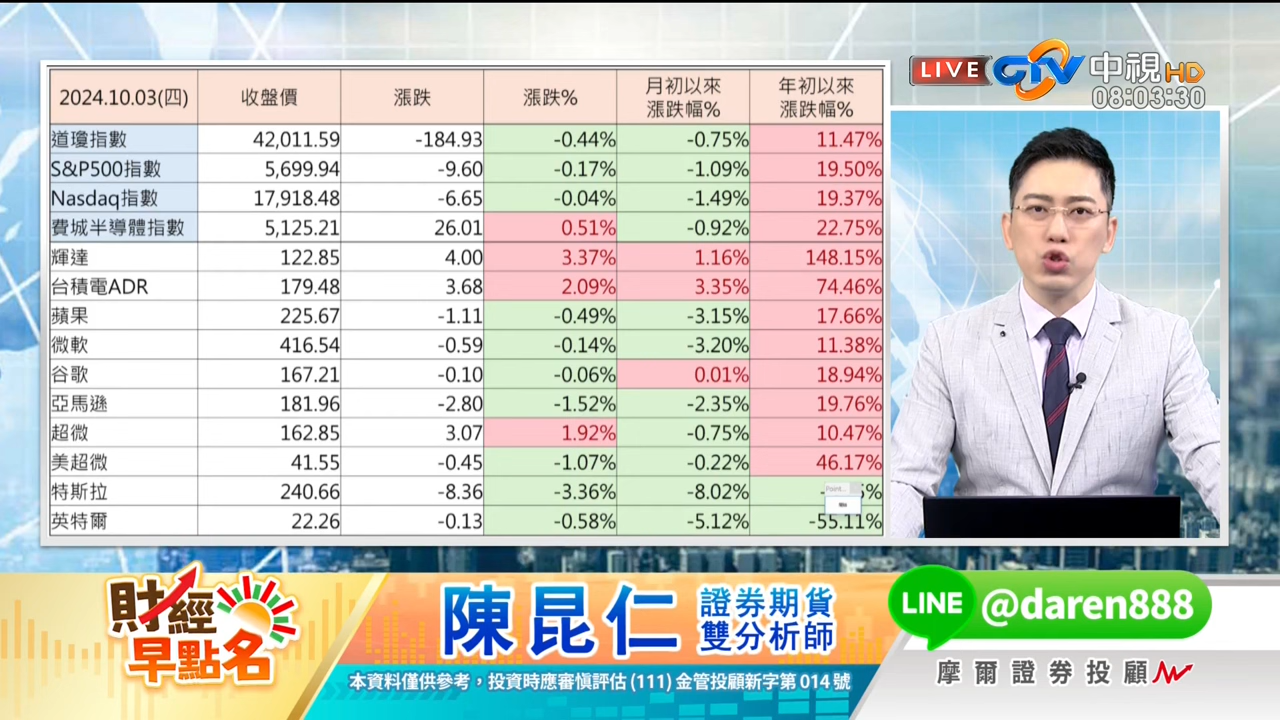 2024.10.03(四) 收盤價 漲跌 漲跌% 月初以來漲跌幅% 年初以來漲跌幅%
道瓊指數 42,011.59 -184.93 -0.44% -0.75% 11.47%
S&P500指數 5,699.94 -9.60 -0.17% -1.09% 19.50%
Nasdaq指數 17,918.48 -6.65 -0.04% -1.49% 19.37%
費城半導體指數 5,125.21 26.01 0.51% -0.92% 22.75%
輝達 122.85 4.00 3.37% 1.16% 148.15%
台積電ADR 179.48 3.68 2.09% 3.35% 74.46%
蘋果 225.67 -1.11 -0.49% -3.15% 17.66%
微軟 416.54 -0.59 -0.14% -3.20% 11.38%
谷歌 167.21 -0.10 -0.06% 0.01% 18.94%
亞馬遜 181.96 -2.80 -1.52% -2.35% 19.76%
超微 162.85 3.07 1.92% -0.75% 10.47%
美超微 41.55 -0.45 -1.07% -0.22% 46.17%
特斯拉 240.66 -8.36 -3.36% -8.02%
英特爾 22.26 -0.13 -0.58% -5.12% -55.11%
LIVE CTV 中視HD
08:03:30
財經早點名
陳昆仁
證券期貨
雙分析師
本資料僅供參考，投資時應審慎評估(111)金管投顧新字第014號
LINE @daren888
摩爾證券投顧